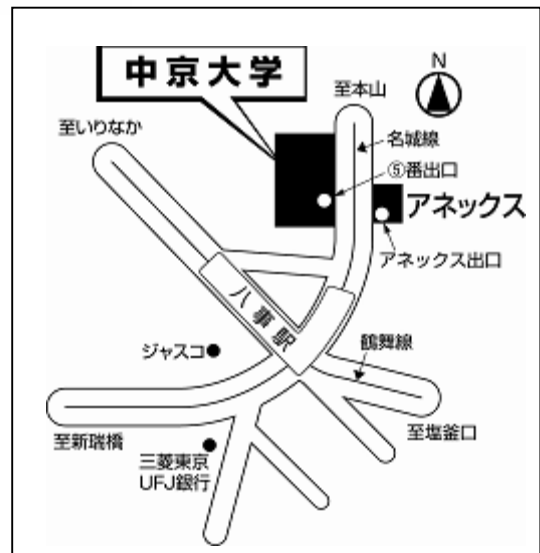 中京大学
N
至本山
至いりなか
名城線
⑤番出口
アネックス
アネックス出口
八事駅
ジャスコ
鶴舞線
至新瑞橋
至塩釜口
三菱東京
UFJ銀行